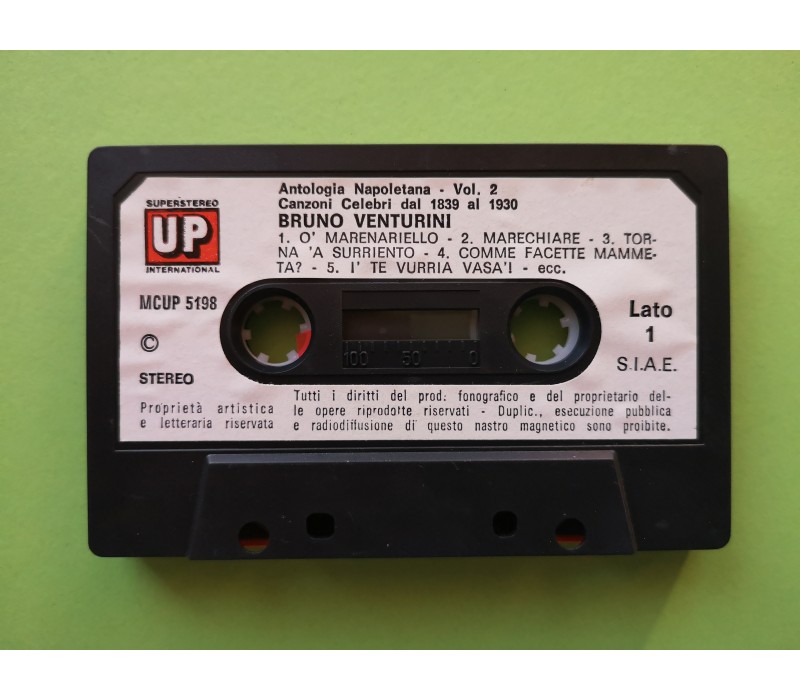 Antologia Napoletana - Vol. 2
Canzoni Celebri dal 1839 al 1930
BRUNO VENTURINI
1. O' MARENARIELLO - 2. MARECHIARE - 3. TOR-
NA 'A SURRIENTO - 4. COMME FACETTE MAMME-
TA? - 5. I' TE VURRIA VASA'! - ecc.
SUPERSTEREO
UP
INTERNATIONAL
MCUP 5198
©
STEREO
Lato
1
S.I.A.E.
100 50 0
Proprietà artistica
e letteraria riservata
Tutti i diritti del prod: fonografico e del proprietario del-
le opere riprodotte riservati - Duplic., esecuzione pubblica
e radiodiffusione di questo nastro magnetico sono proibite.